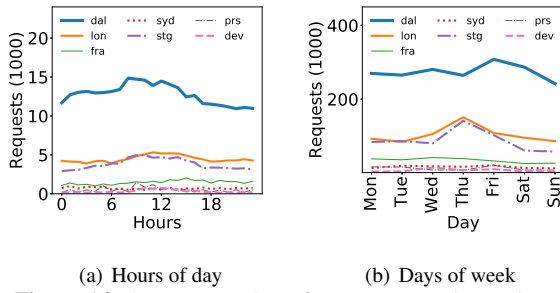 Requests (1000)
20
15
10
5
0
dal
lon
fra
syd
stg
prs
dev
0
6
12
18
Hours
(a) Hours of day
Requests (1000)
400
200
dal
lon
fra
syd
stg
prs
dev
Mon
Tue
Wed
Thu
Fri
Sat
Sun
Day
(b) Days of week